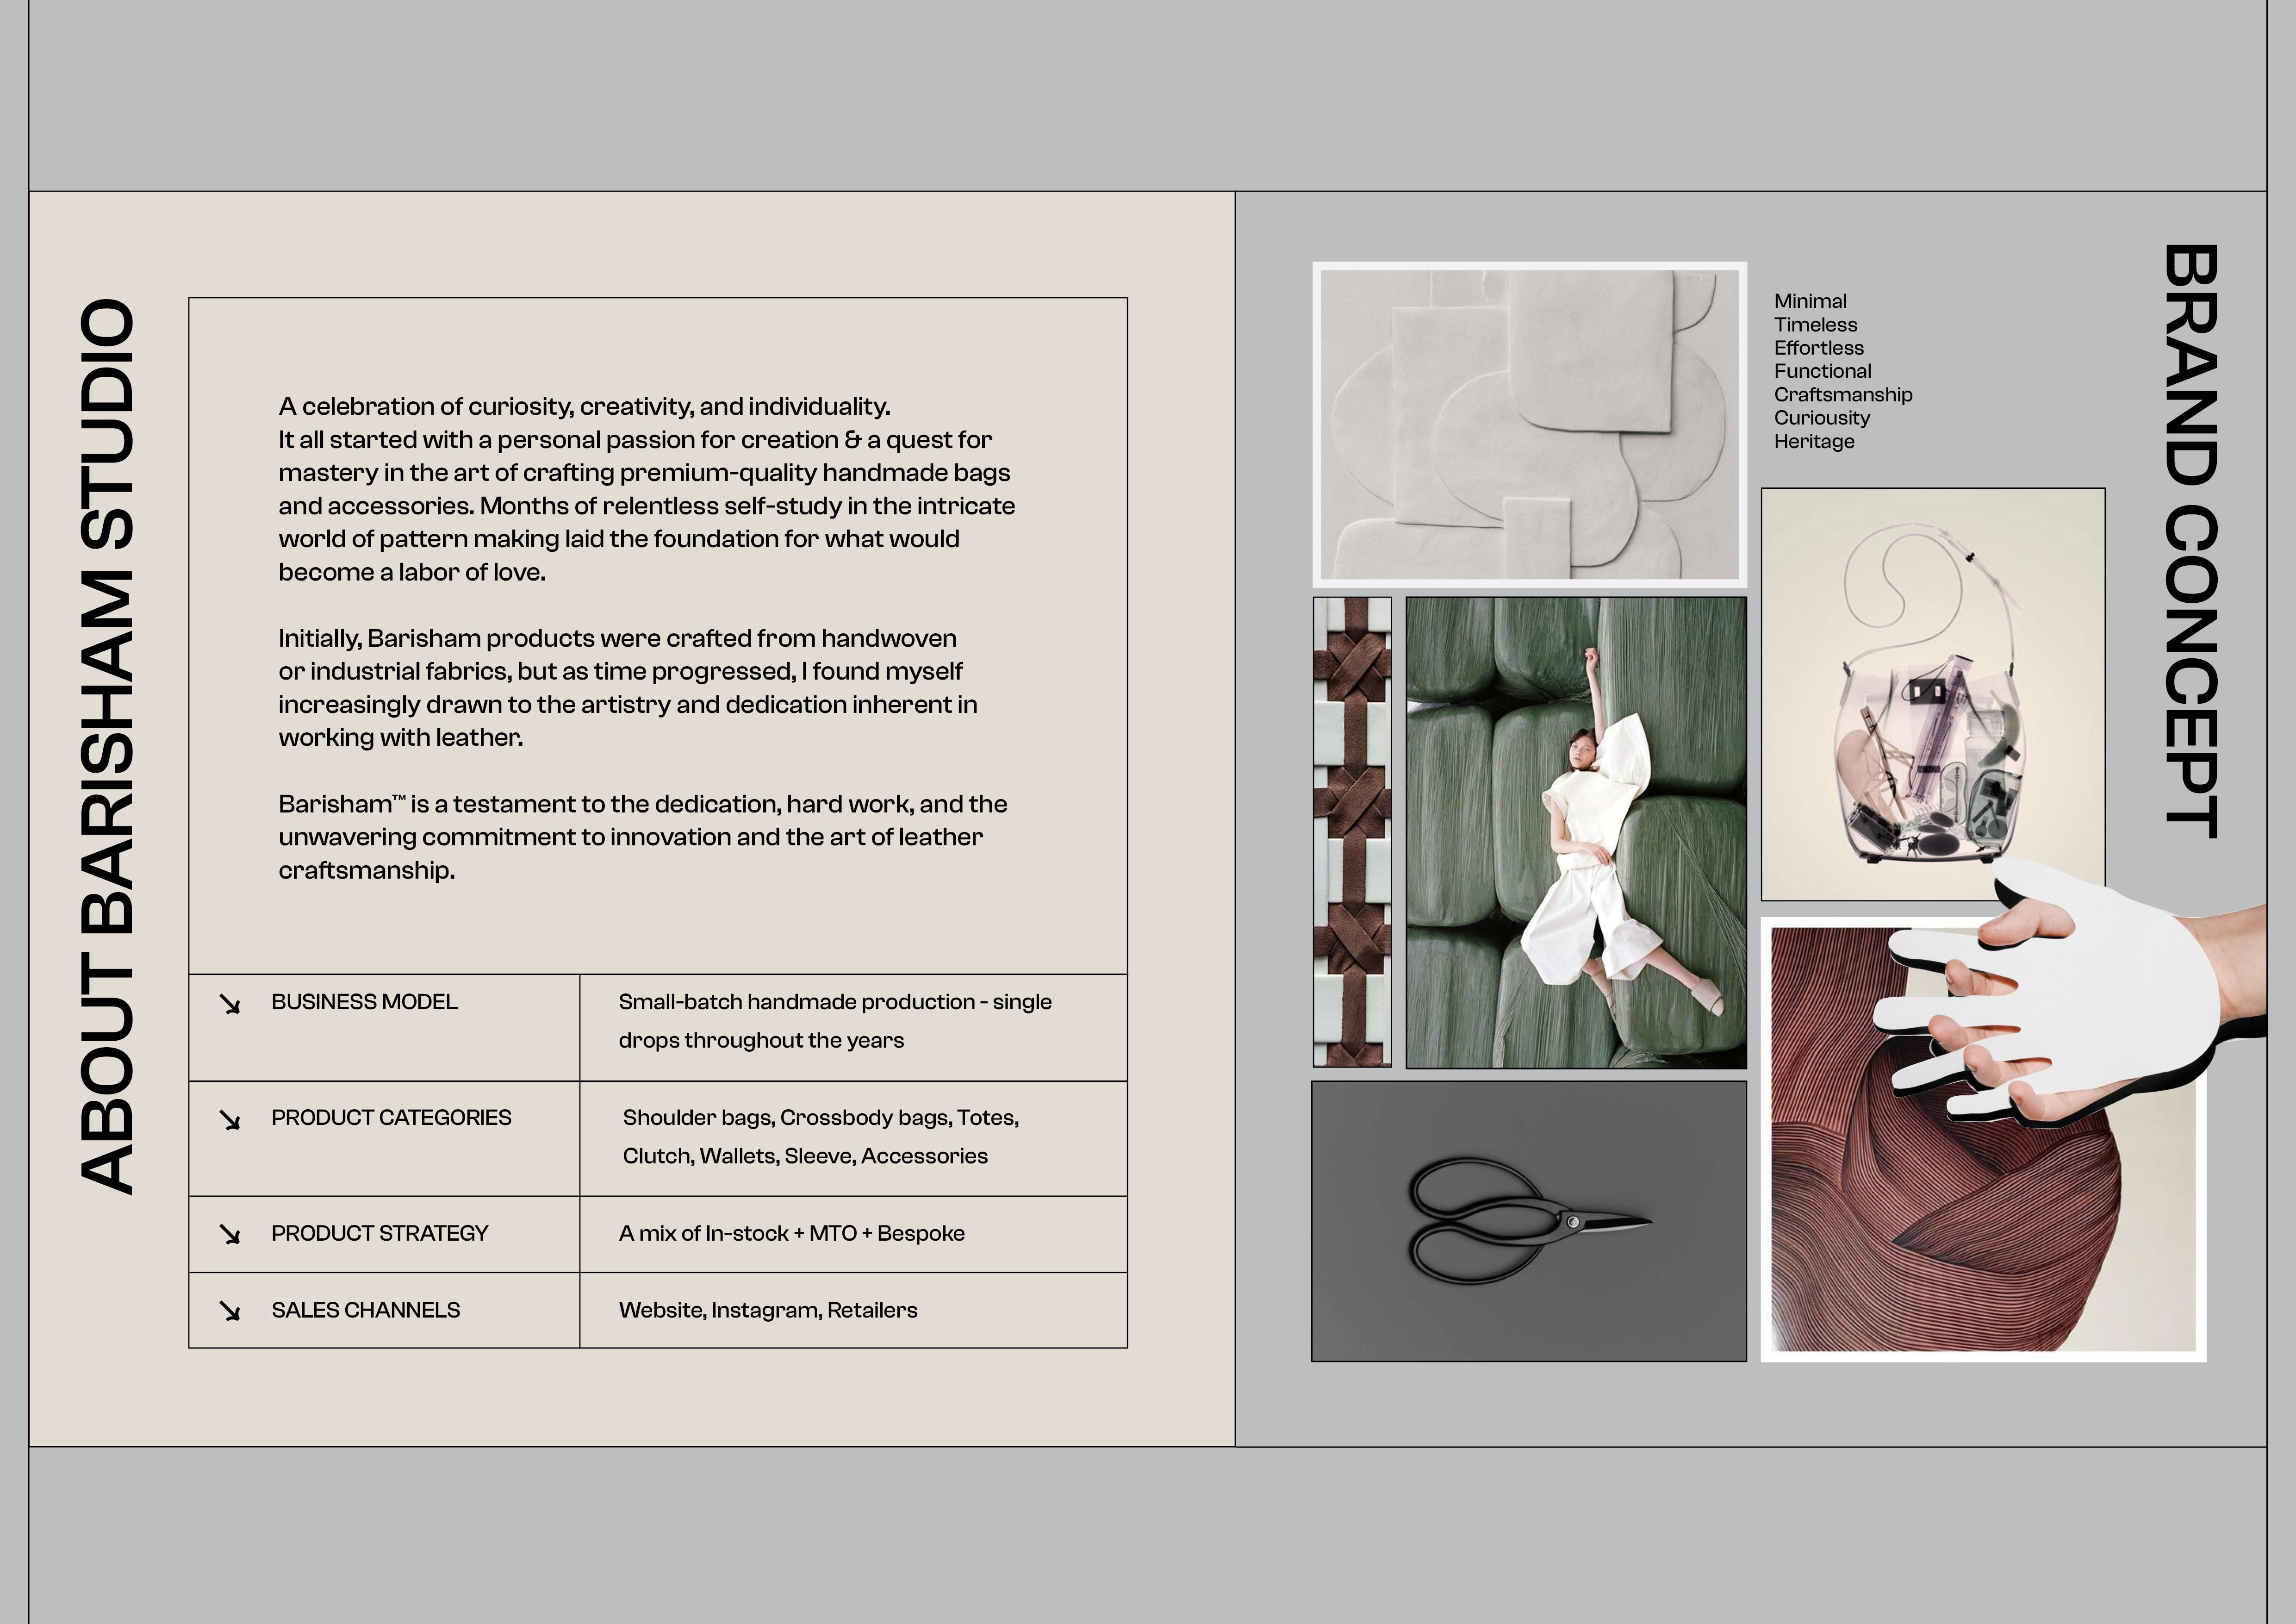 ABOUT BARISHAM STUDIO
A celebration of curiosity, creativity, and individuality.
It all started with a personal passion for creation & a quest for
mastery in the art of crafting premium-quality handmade bags
and accessories. Months of relentless self-study in the intricate
world of pattern making laid the foundation for what would
become a labor of love.
Initially, Barisham products were crafted from handwoven
or industrial fabrics, but as time progressed, I found myself
increasingly drawn to the artistry and dedication inherent in
working with leather.
Barisham™ is a testament to the dedication, hard work, and the
unwavering commitment to innovation and the art of leather
craftsmanship.
BUSINESS MODEL
Small-batch handmade production - single
drops throughout the years
PRODUCT CATEGORIES
Shoulder bags, Crossbody bags, Totes,
Clutch, Wallets, Sleeve, Accessories
PRODUCT STRATEGY
A mix of In-stock + MTO + Bespoke
SALES CHANNELS
Website, Instagram, Retailers
BRAND CONCEPT
Minimal
Timeless
Effortless
Functional
Craftsmanship
Curiousity
Heritage